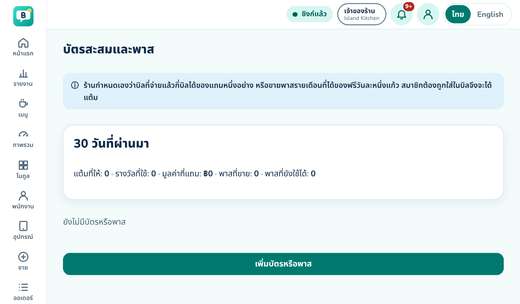 B
ซิงก์แล้ว
เจ้าของร้าน
Island Kitchen
9+
ไทย
English
หน้าแรก
รายงาน
เมนู
ภาพรวม
โมดูล
พนักงาน
อุปกรณ์
ขาย
ออเดอร์
บัตรสะสมและพาส
ร้านกำหนดเองว่าบิลที่จ่ายแล้วกี่บิลได้ของแถมหนึ่งอย่าง หรือขายพาสรายเดือนที่ได้ของฟรีวันละหนึ่งแก้ว สมาชิกต้องถูกใส่ในบิลจึงจะได้
แต้ม
30 วันที่ผ่านมา
แต้มที่ให้: 0 · รางวัลที่ใช้: 0 · มูลค่าที่แถม: ฿0 · พาสที่ขาย: 0 · พาสที่ยังใช้ได้: 0
ยังไม่มีบัตรหรือพาส
เพิ่มบัตรหรือพาส